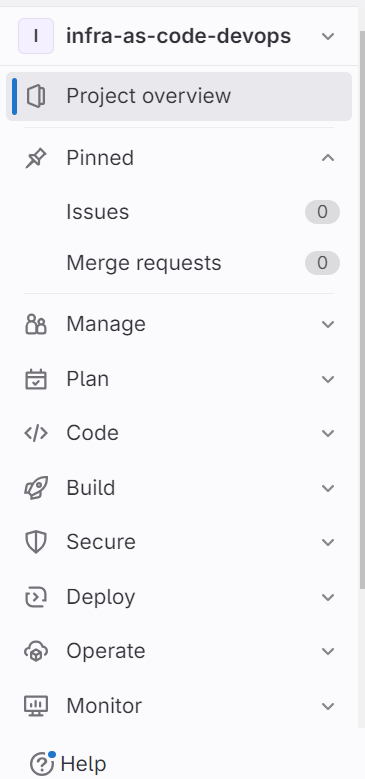 I infra-as-code-devops
Project overview
Pinned
Issues 0
Merge requests 0
Manage
Plan
Code
Build
Secure
Deploy
Operate
Monitor
Help